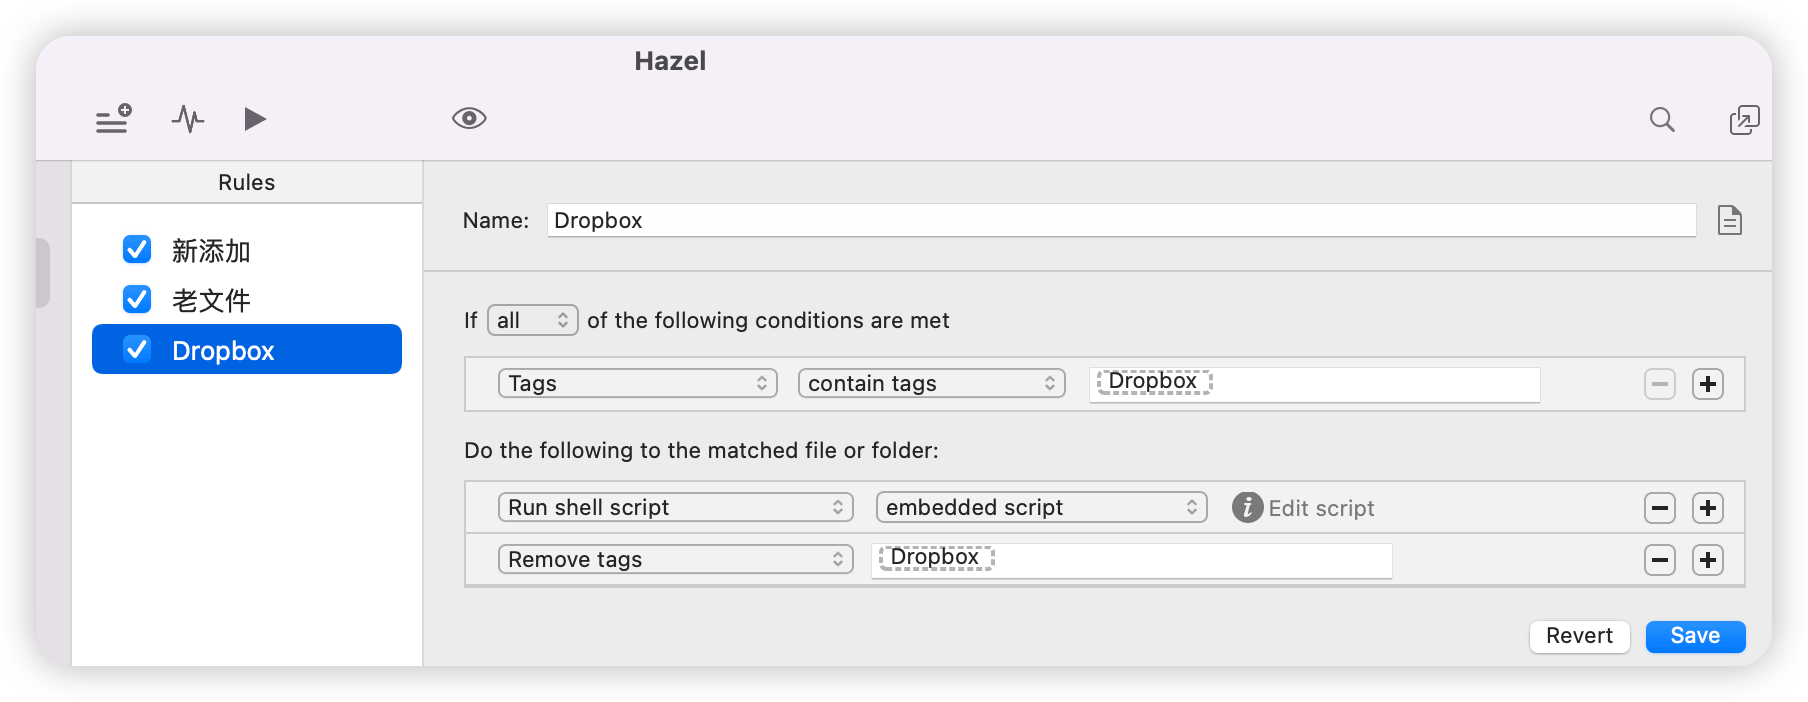 Hazel
Rules
新添加
老文件
Dropbox
Name: Dropbox
If all of the following conditions are met
Tags contain tags Dropbox
Do the following to the matched file or folder:
Run shell script embedded script Edit script
Remove tags Dropbox
Revert Save